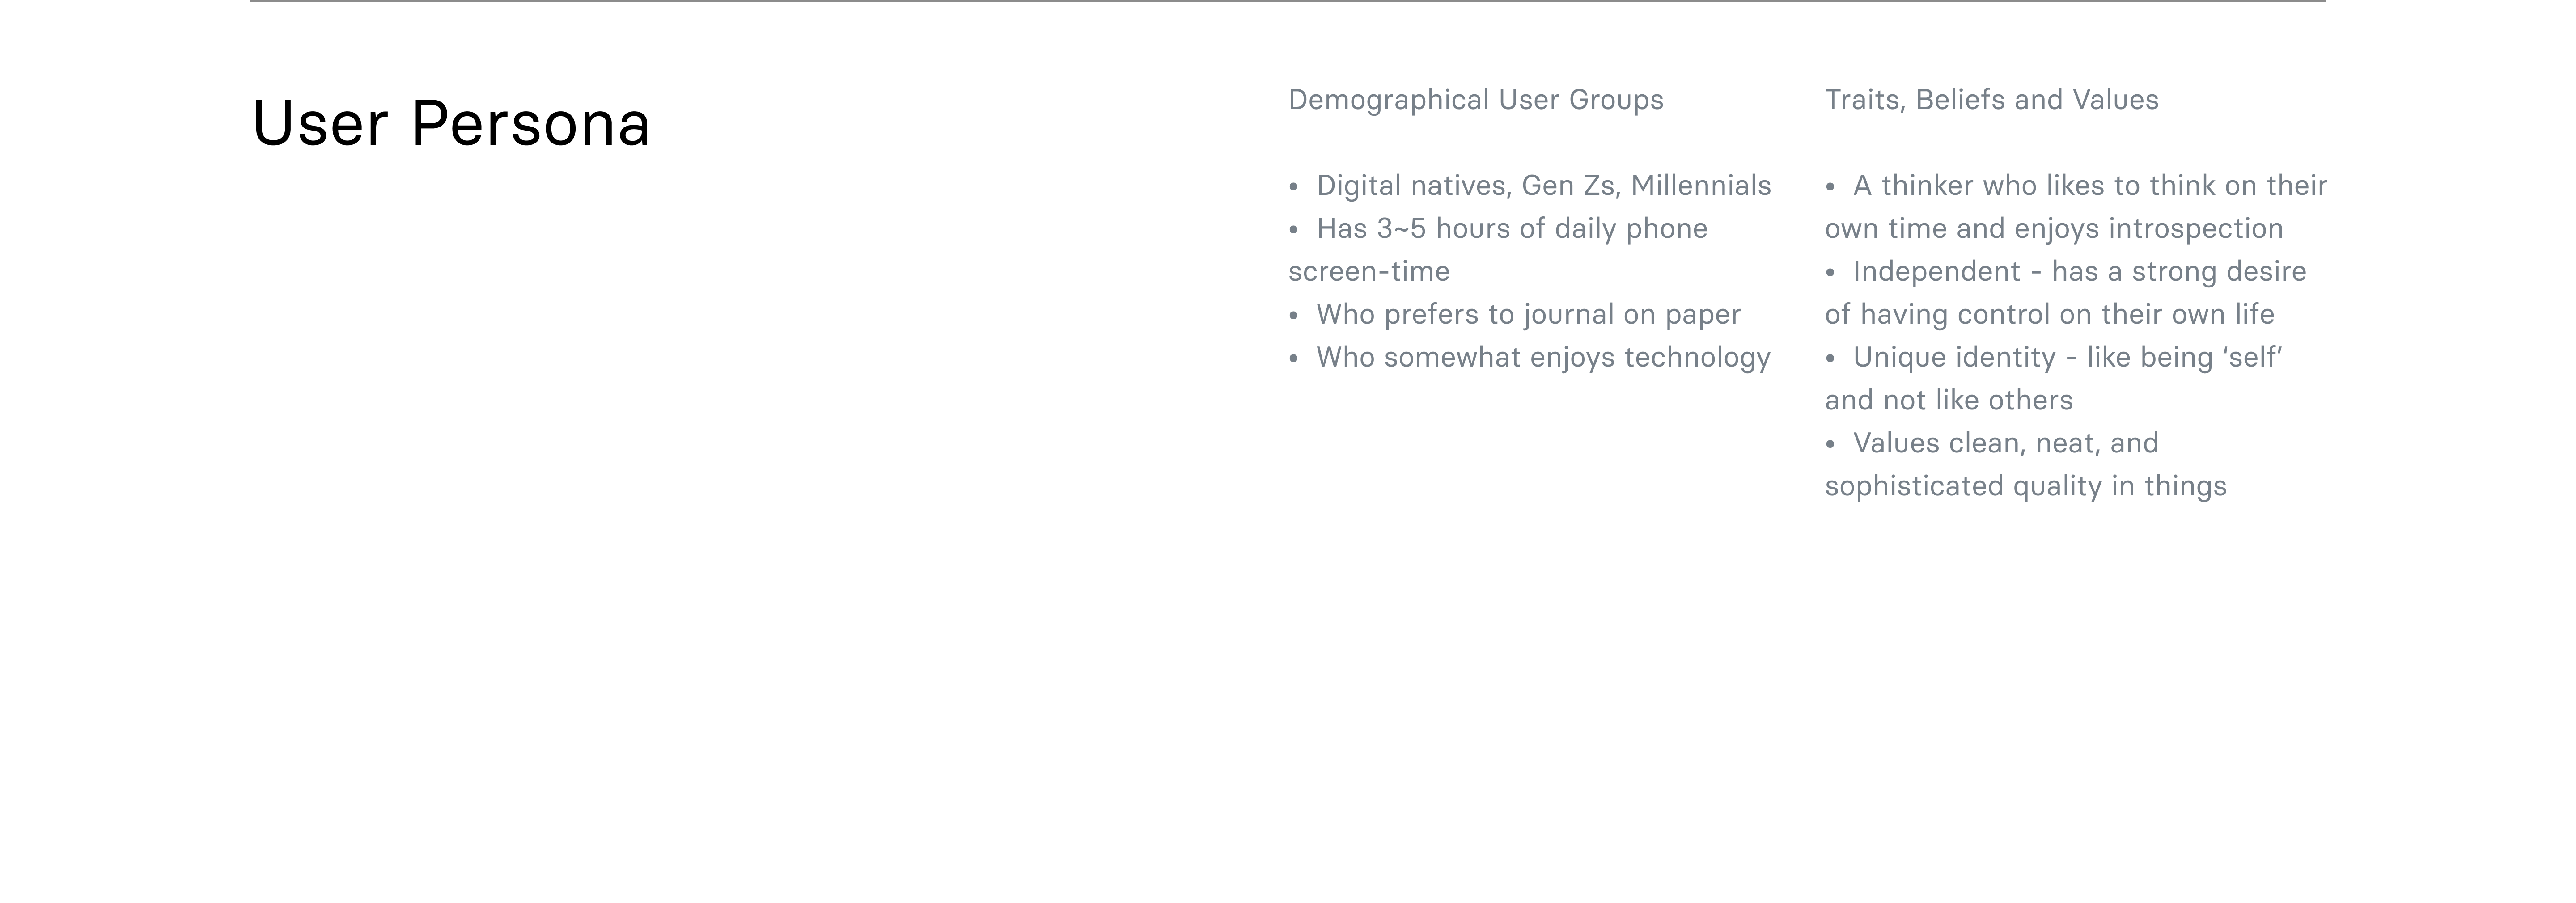 User Persona
Demographical User Groups
• Digital natives, Gen Zs, Millennials
• Has 3~5 hours of daily phone
screen-time
• Who prefers to journal on paper
• Who somewhat enjoys technology
Traits, Beliefs and Values
• A thinker who likes to think on their
own time and enjoys introspection
• Independent - has a strong desire
of having control on their own life
• Unique identity - like being ‘self’
and not like others
• Values clean, neat, and
sophisticated quality in things